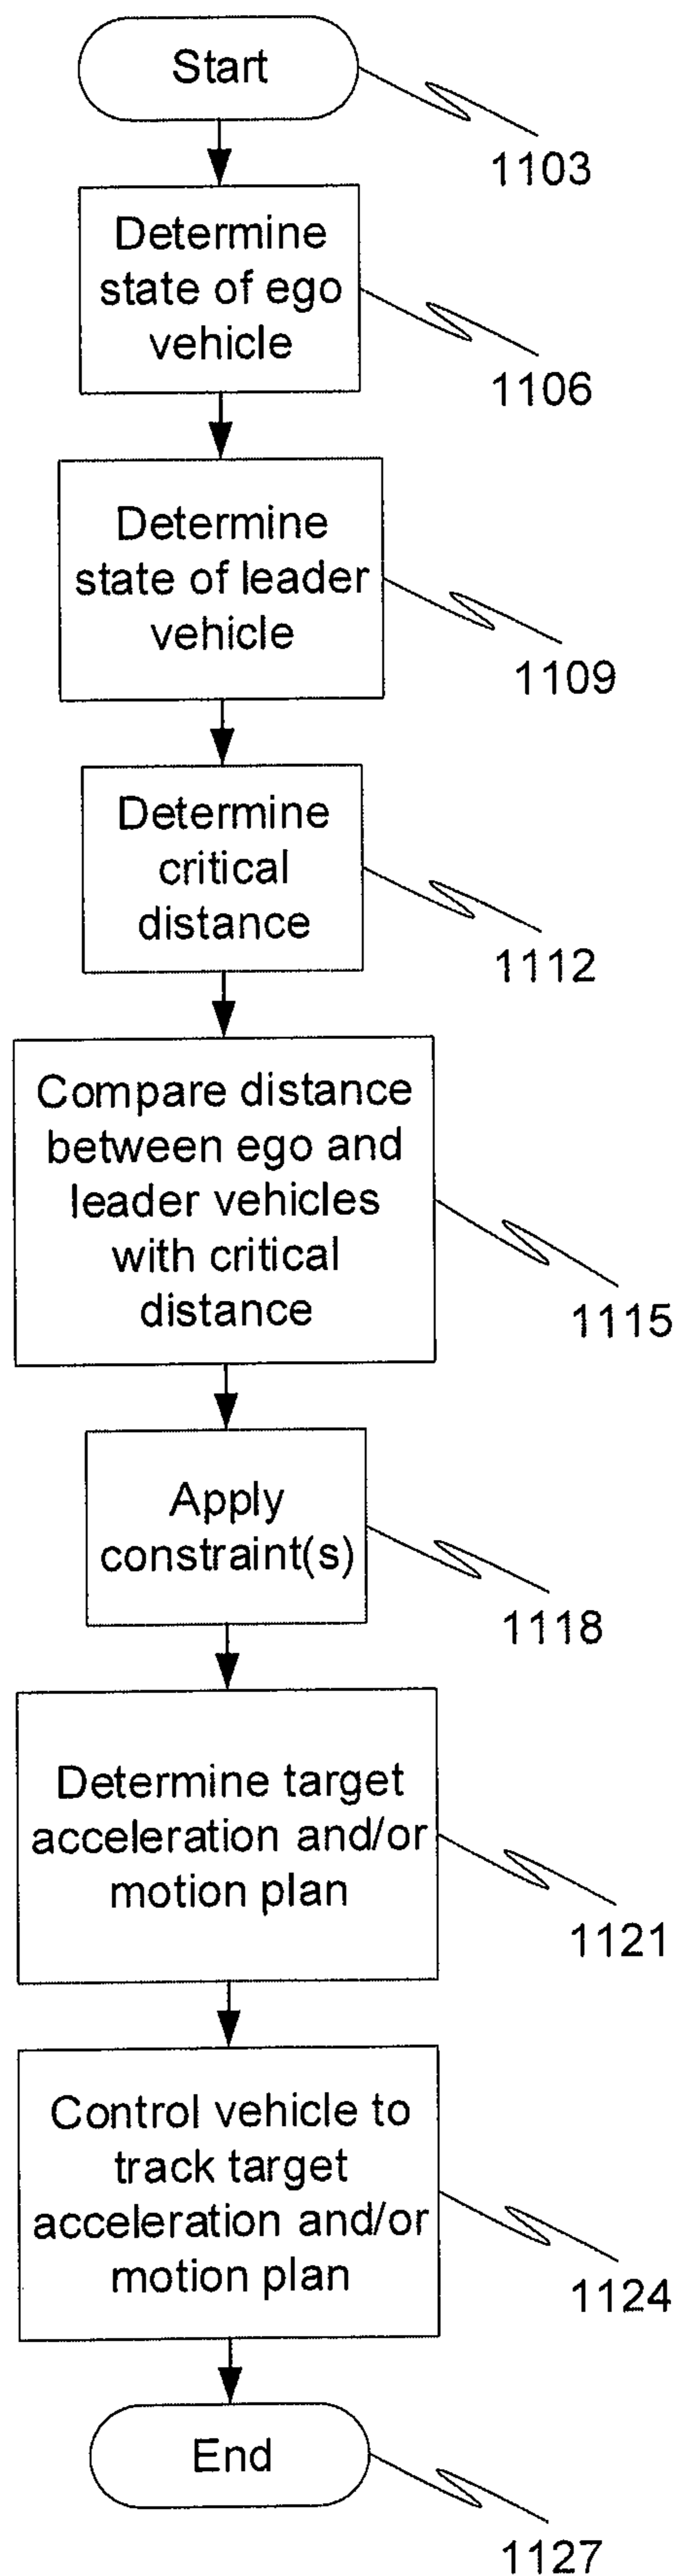 Start
1103
Determine
state of ego
vehicle
1106
Determine
state of leader
vehicle
1109
Determine
critical
distance
1112
Compare distance
between ego and
leader vehicles
with critical
distance
1115
Apply
constraint(s)
1118
Determine target
acceleration and/or
motion plan
1121
Control vehicle to
track target
acceleration and/or
motion plan
1124
End
1127